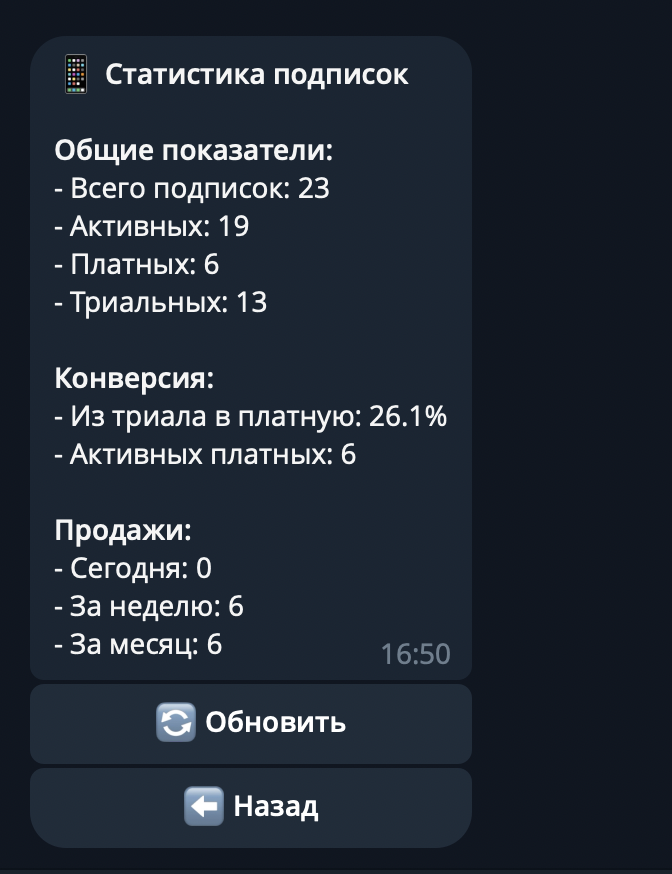 📱 Статистика подписок
Общие показатели:
- Всего подписок: 23
- Активных: 19
- Платных: 6
- Триальных: 13
Конверсия:
- Из триала в платную: 26.1%
- Активных платных: 6
Продажи:
- Сегодня: 0
- За неделю: 6
- За месяц: 6
16:50
🔄 Обновить
⬅️ Назад